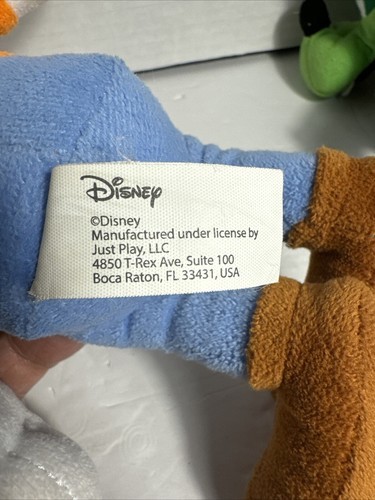 Disney
©Disney
Manufactured under license by
Just Play, LLC
4850 T-Rex Ave, Suite 100
Boca Raton, FL 33431, USA